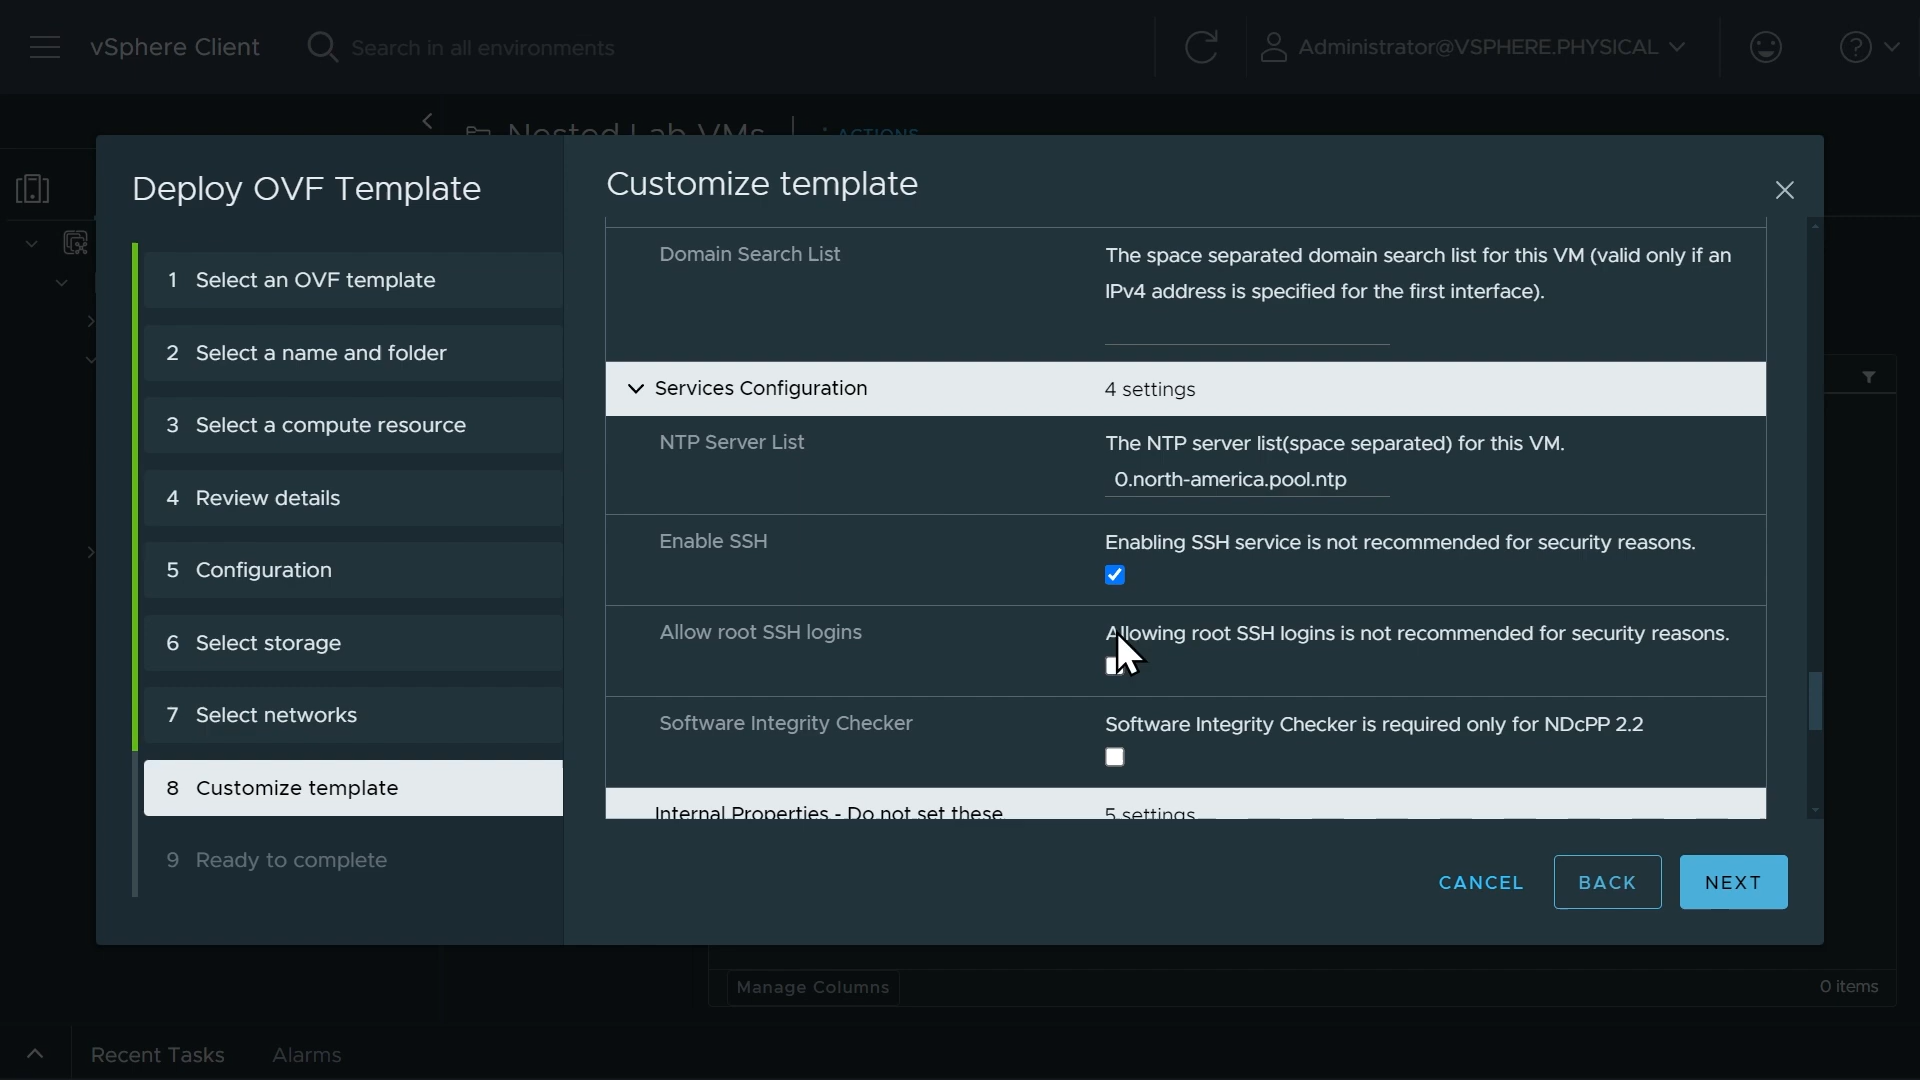 vSphere Client
Search in all environments
Administrator@VSPHERE.PHYSICAL
Nested Lab VMs
ACTIONS
Deploy OVF Template
1 Select an OVF template
2 Select a name and folder
3 Select a compute resource
4 Review details
5 Configuration
6 Select storage
7 Select networks
8 Customize template
9 Ready to complete
Customize template
Domain Search List
The space separated domain search list for this VM (valid only if an
IPv4 address is specified for the first interface).
Services Configuration
4 settings
NTP Server List
The NTP server list(space separated) for this VM.
0.north-america.pool.ntp
Enable SSH
Enabling SSH service is not recommended for security reasons.
Allow root SSH logins
Allowing root SSH logins is not recommended for security reasons.
Software Integrity Checker
Software Integrity Checker is required only for NDcPP 2.2
Internal Properties - Do not set these
5 settings
CANCEL
BACK
NEXT
Manage Columns
0 items
Recent Tasks
Alarms